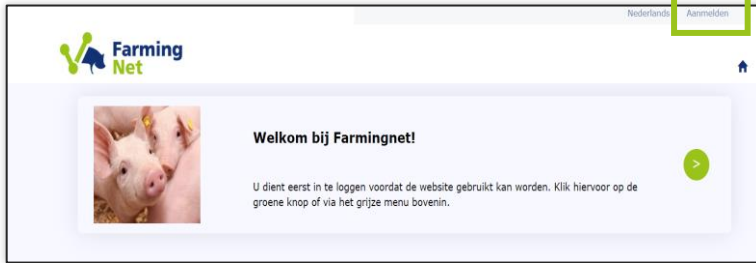 Nederlands Aanmelden
Farming
Net
Welkom bij Farmingnet!
>
U dient eerst in te loggen voordat de website gebruikt kan worden. Klik hiervoor op de
groene knop of via het grijze menu bovenin.